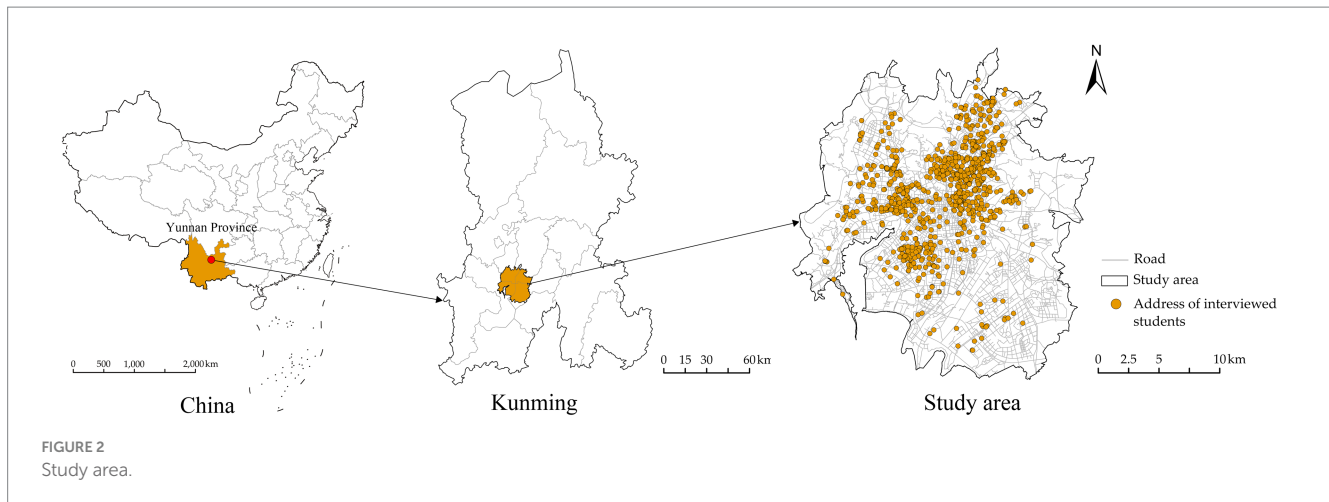 N
Yunnan Province
Road
Study area
Address of interviewed
students
0 500 1,000 2,000 km
0 15 30 60 km
0 2.5 5 10 km
China
Kunming
Study area
FIGURE 2
Study area.